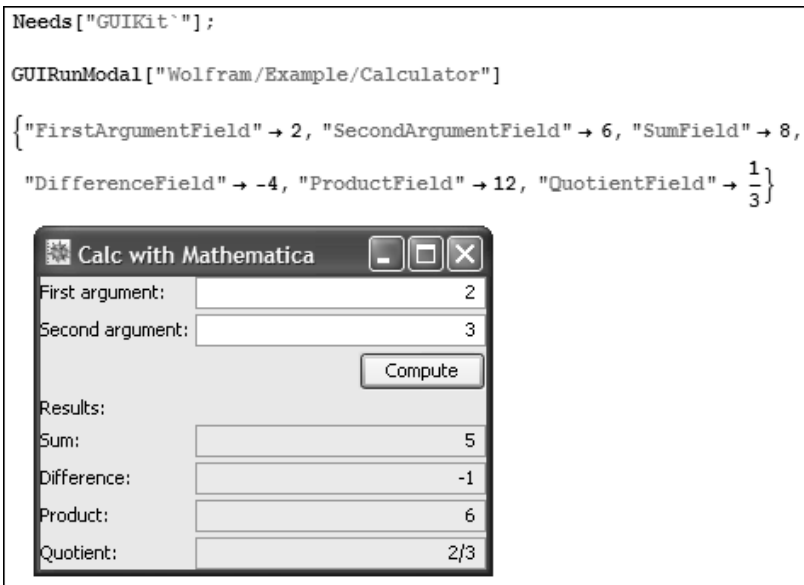 Needs["GUIKit`"];
GUIRunModal["Wolfram/Example/Calculator"]
{"FirstArgumentField" → 2, "SecondArgumentField" → 6, "SumField" → 8,
"DifferenceField" → -4, "ProductField" → 12, "QuotientField" → 1/3}
Calc with Mathematica
First argument: 2
Second argument: 3
Compute
Results:
Sum: 5
Difference: -1
Product: 6
Quotient: 2/3